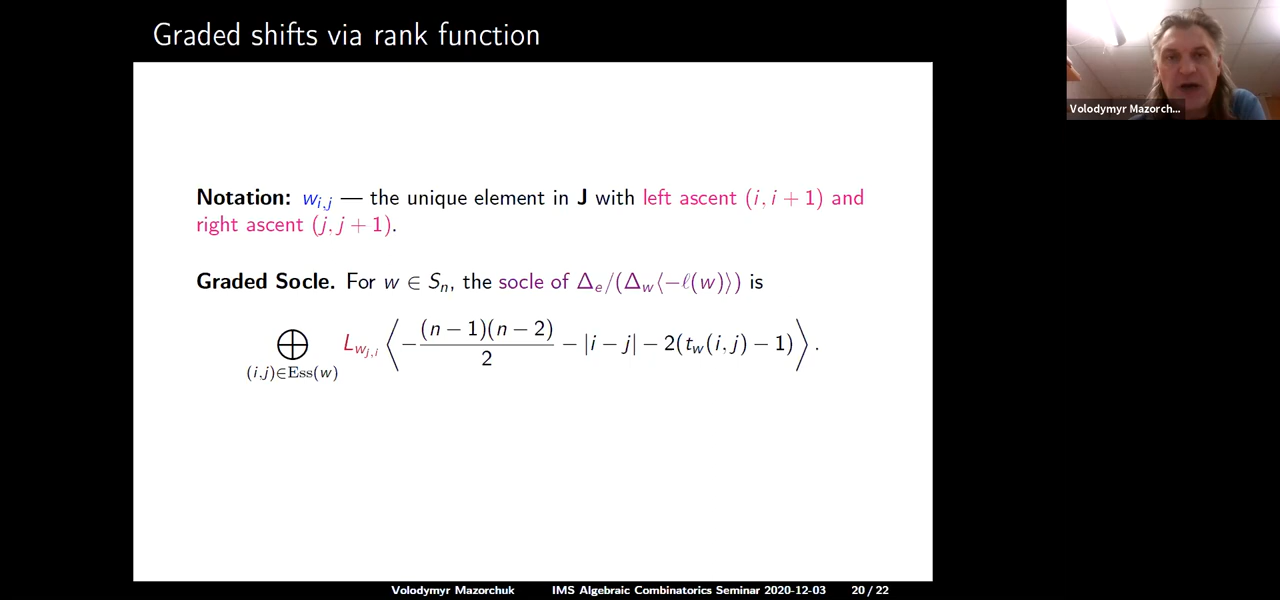 Graded shifts via rank function
Volodymyr Mazorch...
Notation: w_{i,j} — the unique element in J with left ascent (i, i + 1) and
right ascent (j, j + 1).
Graded Socle. For w ∈ S_n, the socle of Δ_e/(Δ_w⟨−ℓ(w)⟩) is
⊕_{(i,j)∈Ess(w)} L_{w_{j,i}} ⟨ −(n − 1)(n − 2)/2 − |i − j| − 2(t_w(i, j) − 1) ⟩ .
Volodymyr Mazorchuk IMS Algebraic Combinatorics Seminar 2020-12-03 20 / 22